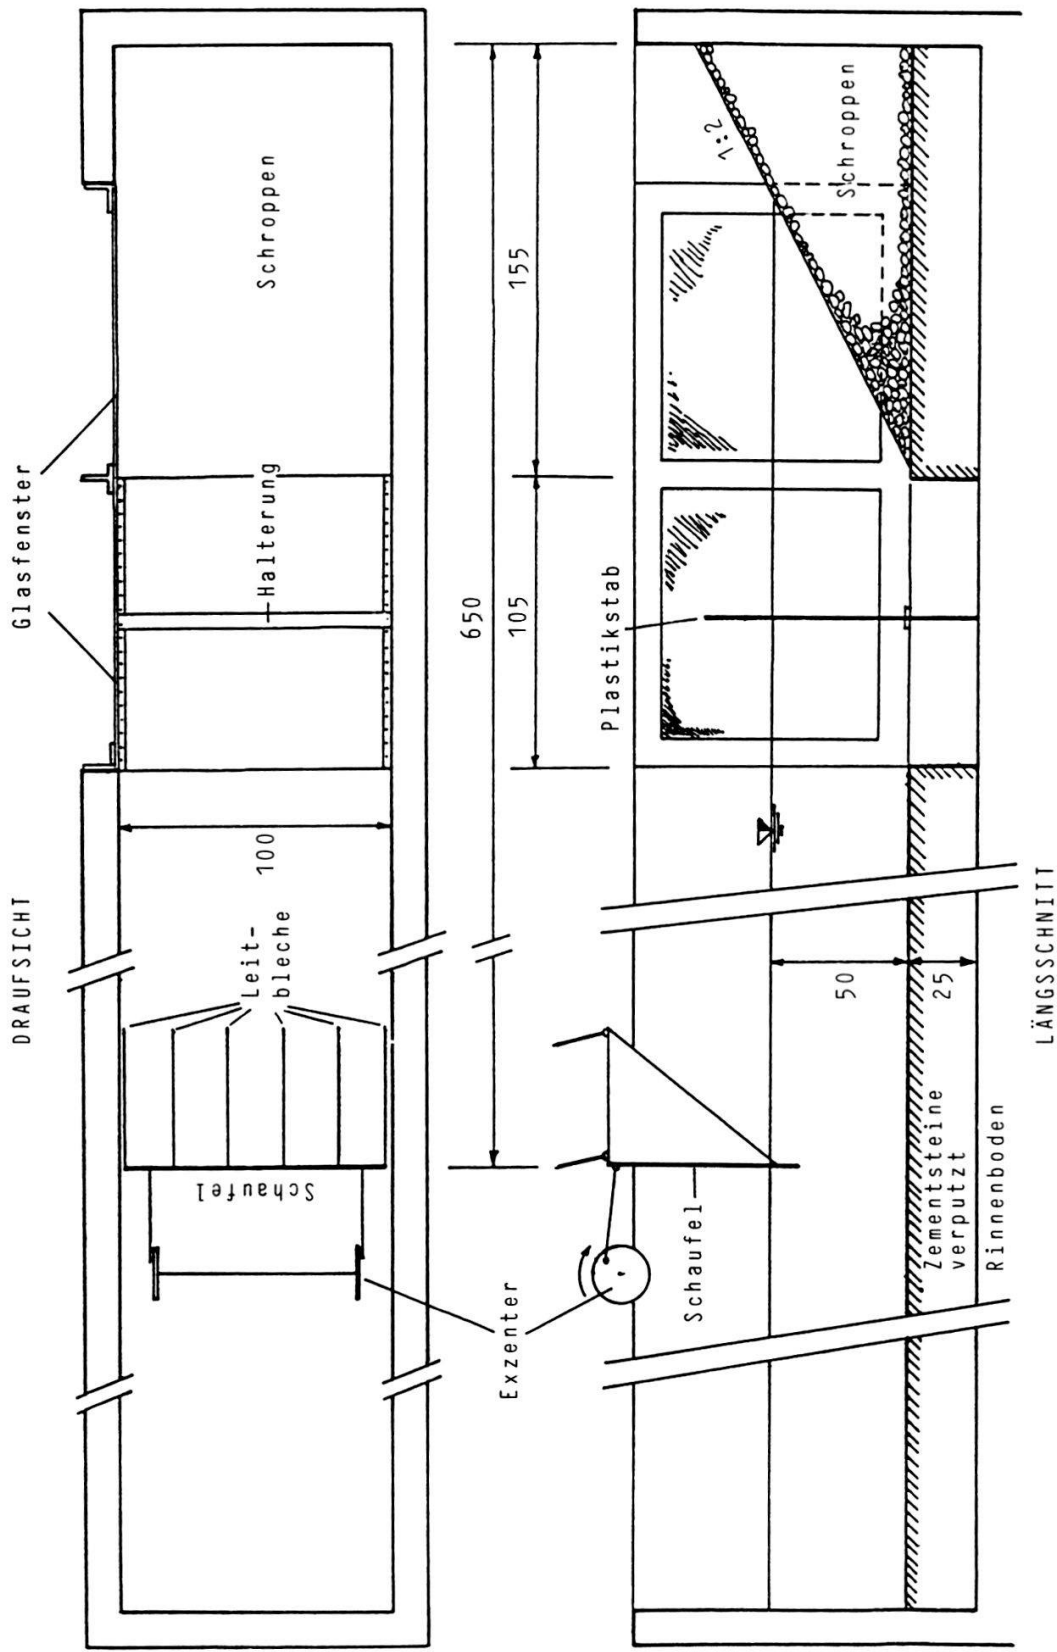 DRAUFSICHT
Glasfenster
Schroppen
Halterung
100
Leit-
bleche
Schaufel
Exzenter
650
155
105
Plastikstab
1:2
Schroppen
50
25
Schaufel
Zementsteine
verputzt
Rinnenboden
LÄNGSSCHNITT